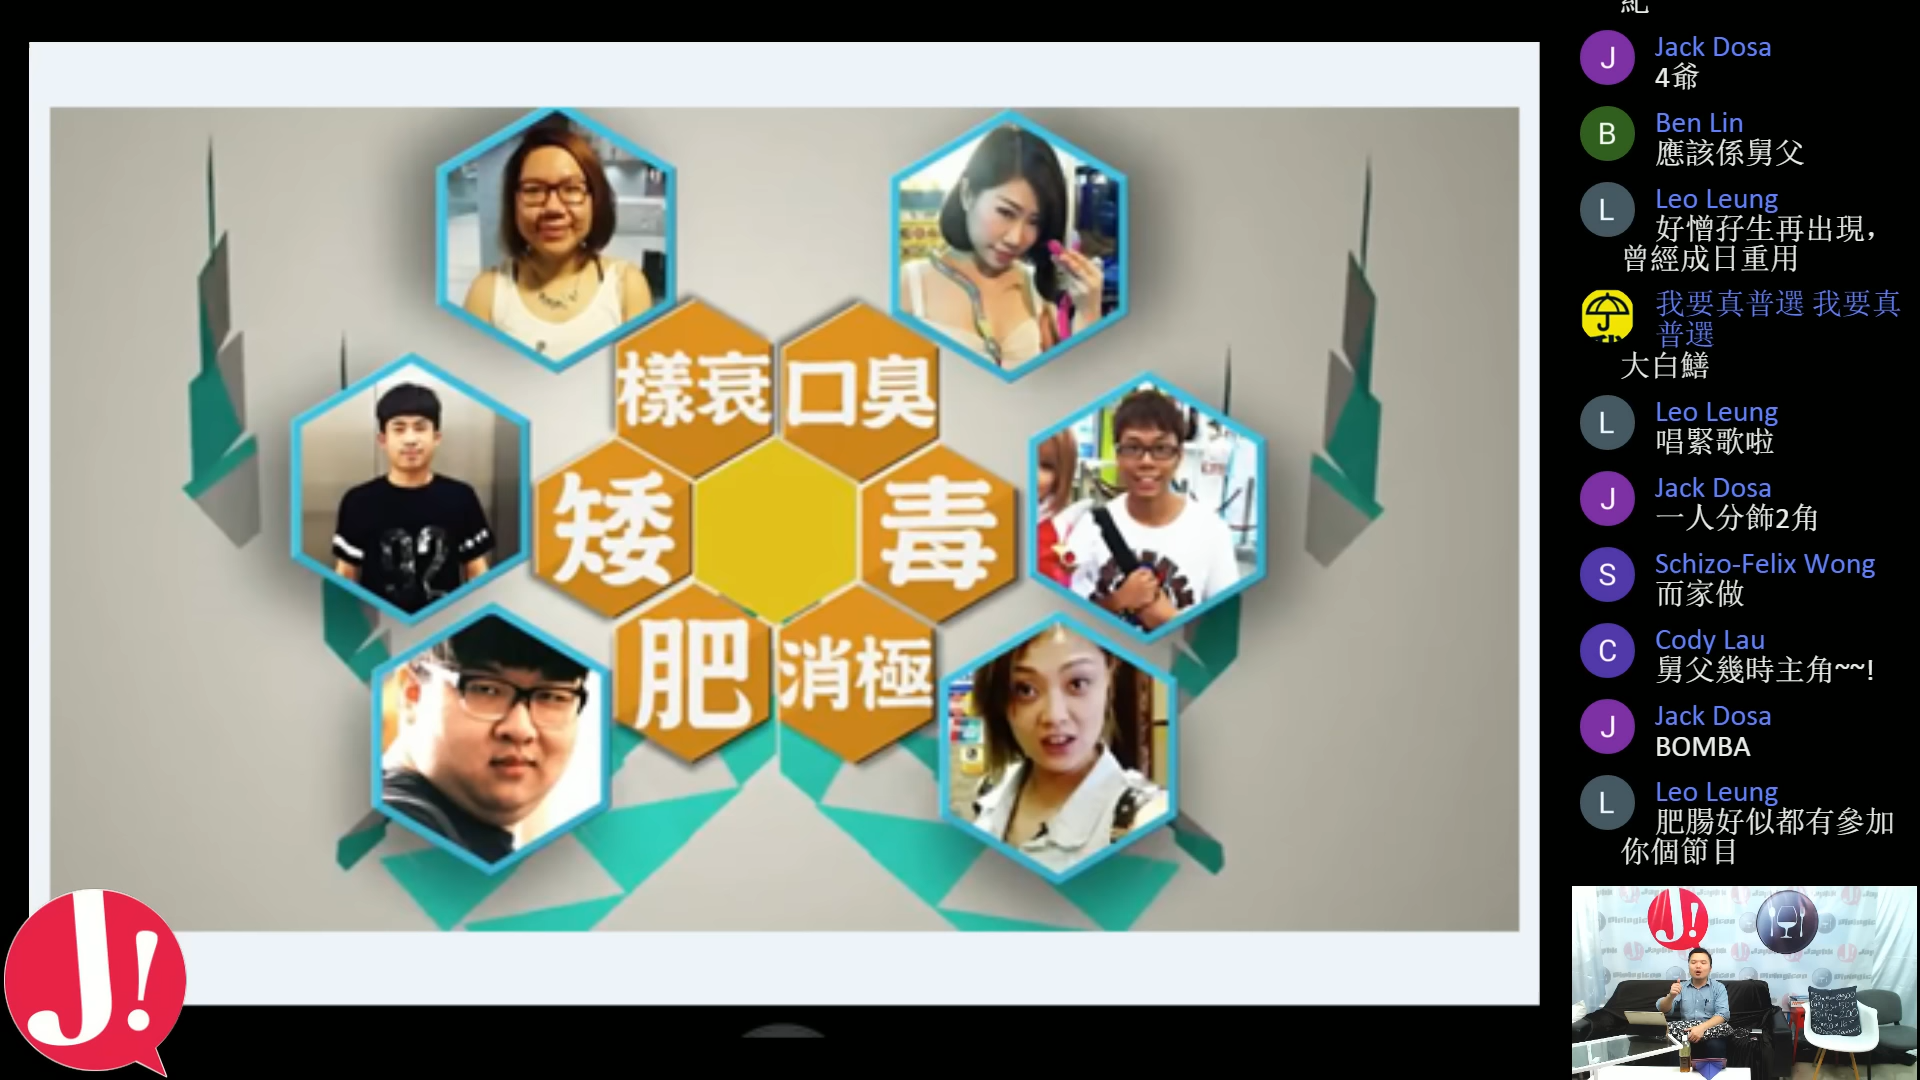 樣衰
口臭
矮
毒
肥
消極
J!
紀
J
Jack Dosa
4爺
B
Ben Lin
應該係舅父
L
Leo Leung
好憎孖生再出現，
曾經成日重用
我要真普選 我要真
普選
大白鱔
L
Leo Leung
唱緊歌啦
J
Jack Dosa
一人分飾2角
S
Schizo-Felix Wong
而家做
C
Cody Lau
舅父幾時主角~~!
J
Jack Dosa
BOMBA
L
Leo Leung
肥腸好似都有參加
你個節目
J!